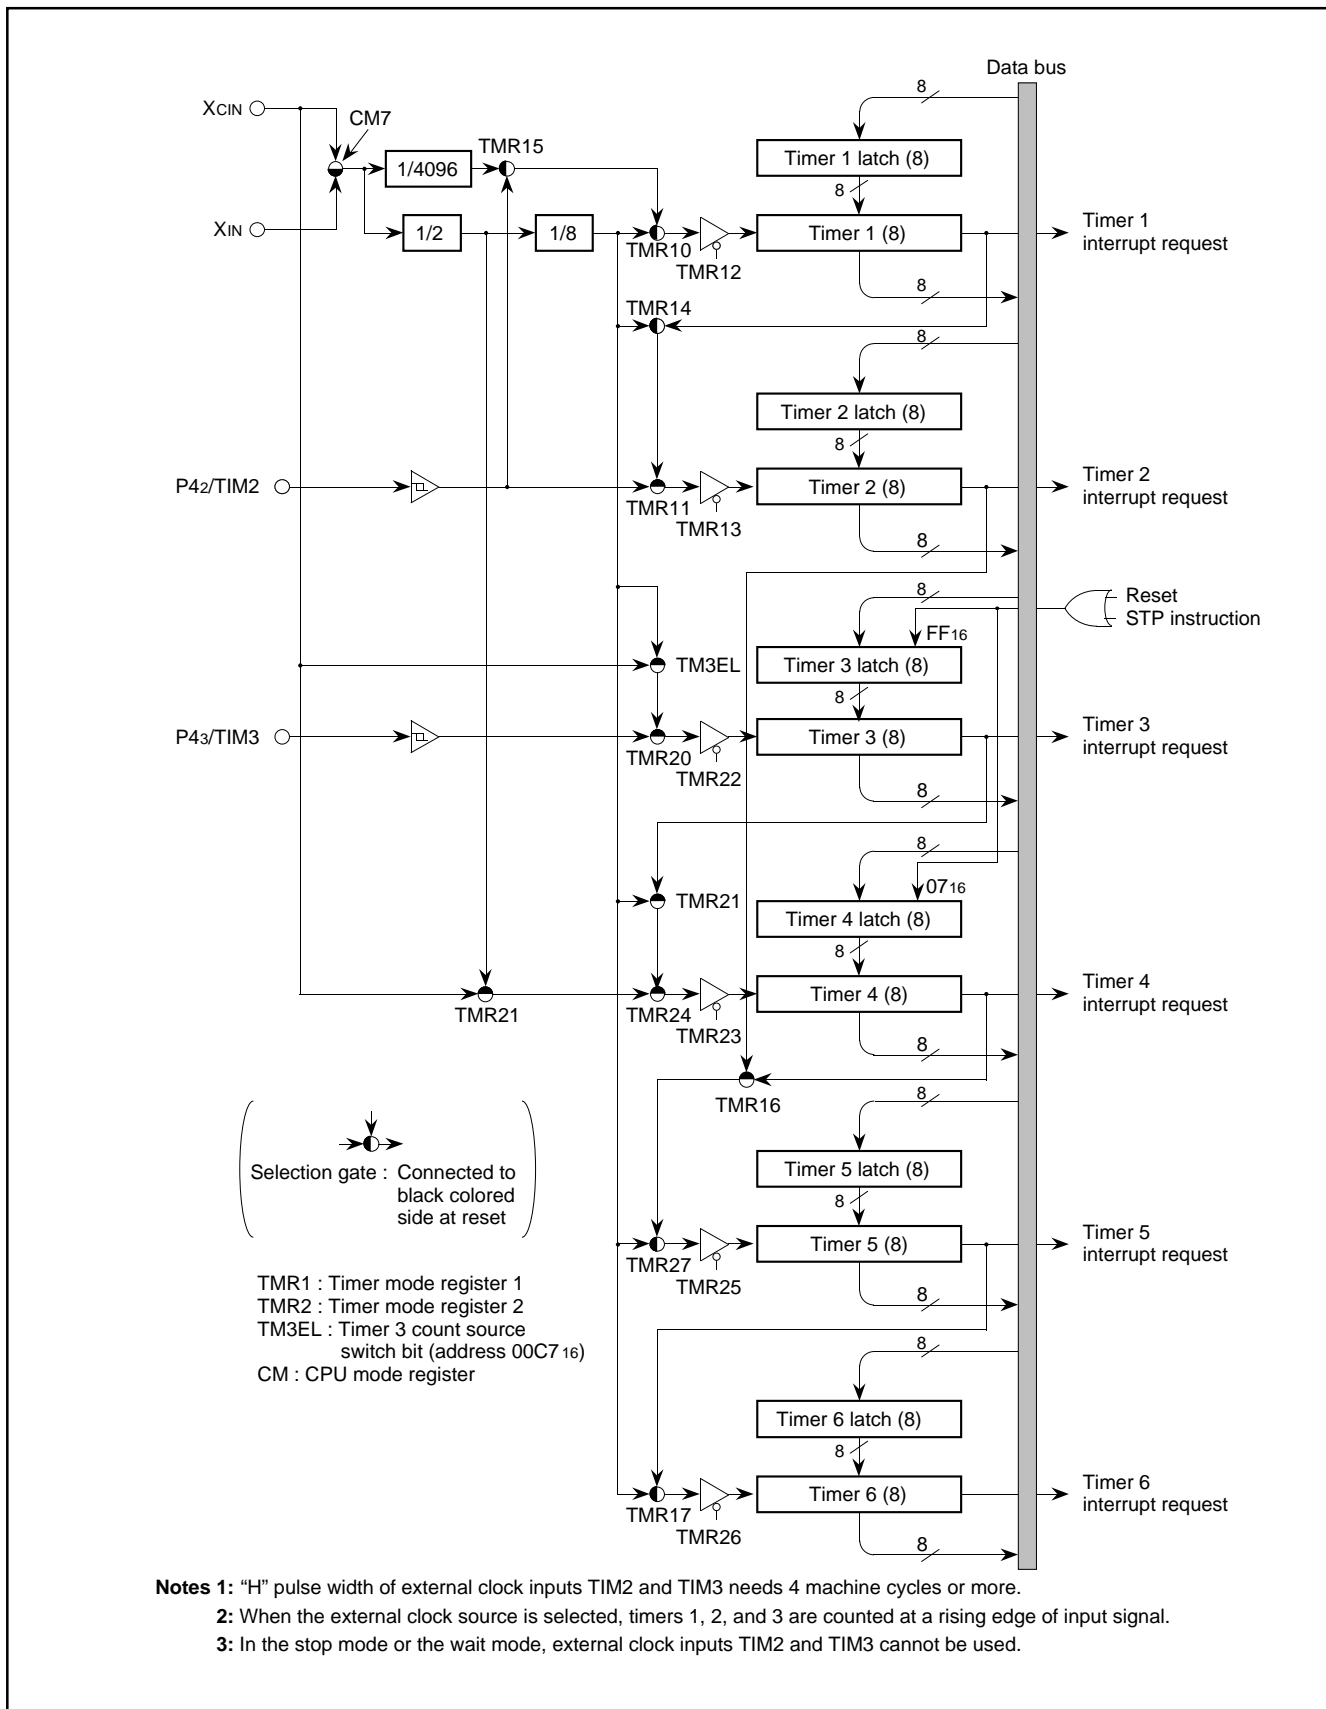 Data bus
XCIN
CM7
TMR15
8
Timer 1 latch (8)
1/4096
8
XIN
1/2
1/8
TMR10
TMR12
Timer 1 (8)
Timer 1
interrupt request
8
TMR14
8
Timer 2 latch (8)
8
P42/TIM2
TMR11
TMR13
Timer 2 (8)
Timer 2
interrupt request
8
8
Reset
STP instruction
FF16
TM3EL
Timer 3 latch (8)
8
P43/TIM3
TMR20
TMR22
Timer 3 (8)
Timer 3
interrupt request
8
8
0716
TMR21
Timer 4 latch (8)
8
TMR21
TMR24
TMR23
Timer 4 (8)
Timer 4
interrupt request
8
TMR16
8
Selection gate : Connected to
black colored
side at reset
Timer 5 latch (8)
8
TMR27
TMR25
Timer 5 (8)
Timer 5
interrupt request
8
TMR1 : Timer mode register 1
TMR2 : Timer mode register 2
TM3EL : Timer 3 count source
switch bit (address 00C716)
CM : CPU mode register
8
Timer 6 latch (8)
8
TMR17
TMR26
Timer 6 (8)
Timer 6
interrupt request
8
Notes 1: “H” pulse width of external clock inputs TIM2 and TIM3 needs 4 machine cycles or more.
2: When the external clock source is selected, timers 1, 2, and 3 are counted at a rising edge of input signal.
3: In the stop mode or the wait mode, external clock inputs TIM2 and TIM3 cannot be used.